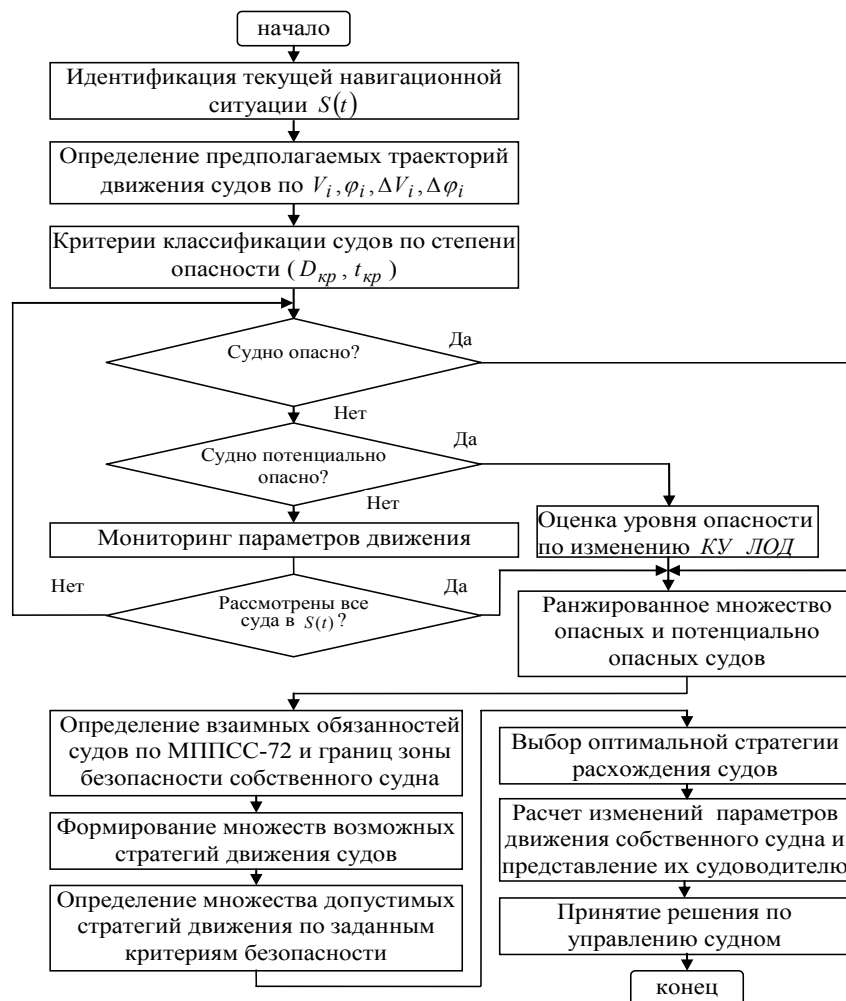 начало
Идентификация текущей навигационной
ситуации S(t)
Определение предполагаемых траекторий
движения судов по V_i, φ_i, ΔV_i, Δφ_i
Критерии классификации судов по степени
опасности ( D_кр , t_кр )
Судно опасно?
Да
Нет
Судно потенциально
опасно?
Да
Нет
Мониторинг параметров движения
Оценка уровня опасности
по изменению КУ ЛОД
Нет
Рассмотрены все
суда в S(t) ?
Да
Ранжированное множество
опасных и потенциально
опасных судов
Определение взаимных обязанностей
судов по МППСС-72 и границ зоны
безопасности собственного судна
Формирование множеств возможных
стратегий движения судов
Определение множества допустимых
стратегий движения по заданным
критериям безопасности
Выбор оптимальной стратегии
расхождения судов
Расчет изменений параметров
движения собственного судна и
представление их судоводителю
Принятие решения по
управлению судном
конец